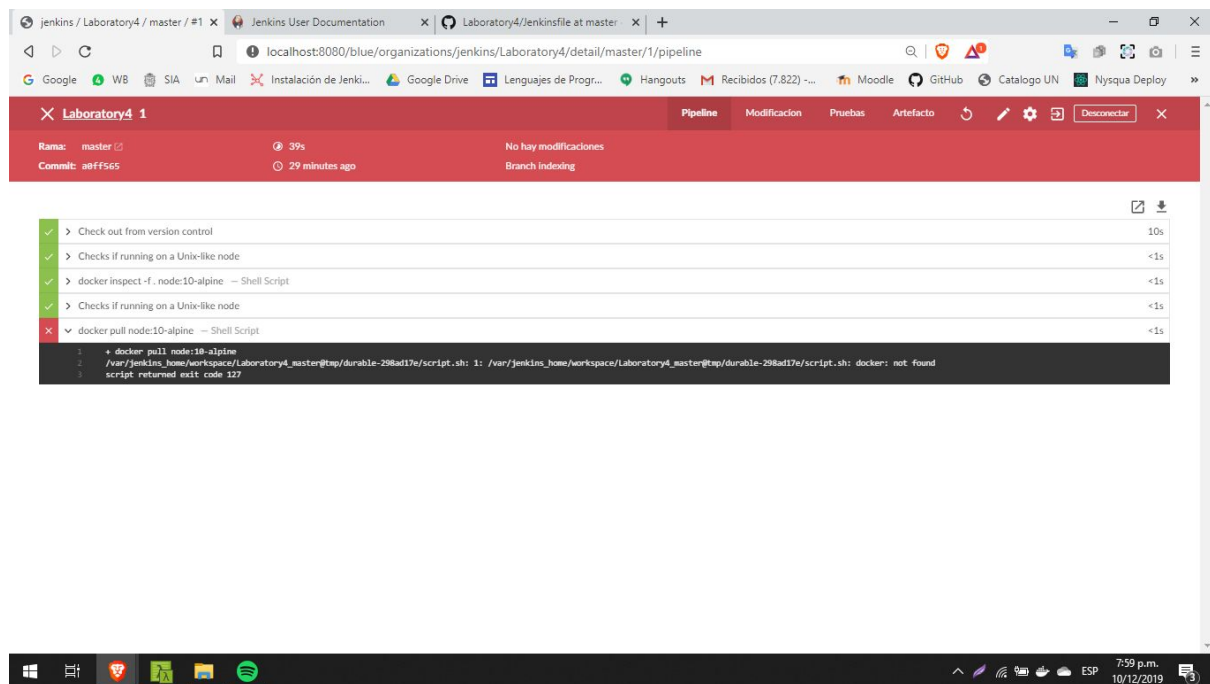 jenkins / Laboratory4 / master / #1
Jenkins User Documentation
Laboratory4/Jenkinsfile at master
localhost:8080/blue/organizations/jenkins/Laboratory4/detail/master/1/pipeline
Google
WB
SIA
Mail
Instalación de Jenki...
Google Drive
Lenguajes de Progr...
Hangouts
Recibidos (7.822) -...
Moodle
GitHub
Catalogo UN
Nysqua Deploy
»
Laboratory4 1
Pipeline
Modificacion
Pruebas
Artefacto
Desconectar
Rama: master
39s
No hay modificaciones
Commit: a0ff565
29 minutes ago
Branch indexing
Check out from version control
10s
Checks if running on a Unix-like node
<1s
docker inspect -f . node:10-alpine — Shell Script
<1s
Checks if running on a Unix-like node
<1s
docker pull node:10-alpine — Shell Script
<1s
1 + docker pull node:10-alpine
2 /var/jenkins_home/workspace/Laboratory4_master@tmp/durable-298ad17e/script.sh: 1: /var/jenkins_home/workspace/Laboratory4_master@tmp/durable-298ad17e/script.sh: docker: not found
3 script returned exit code 127
ESP
7:59 p.m.
10/12/2019
3